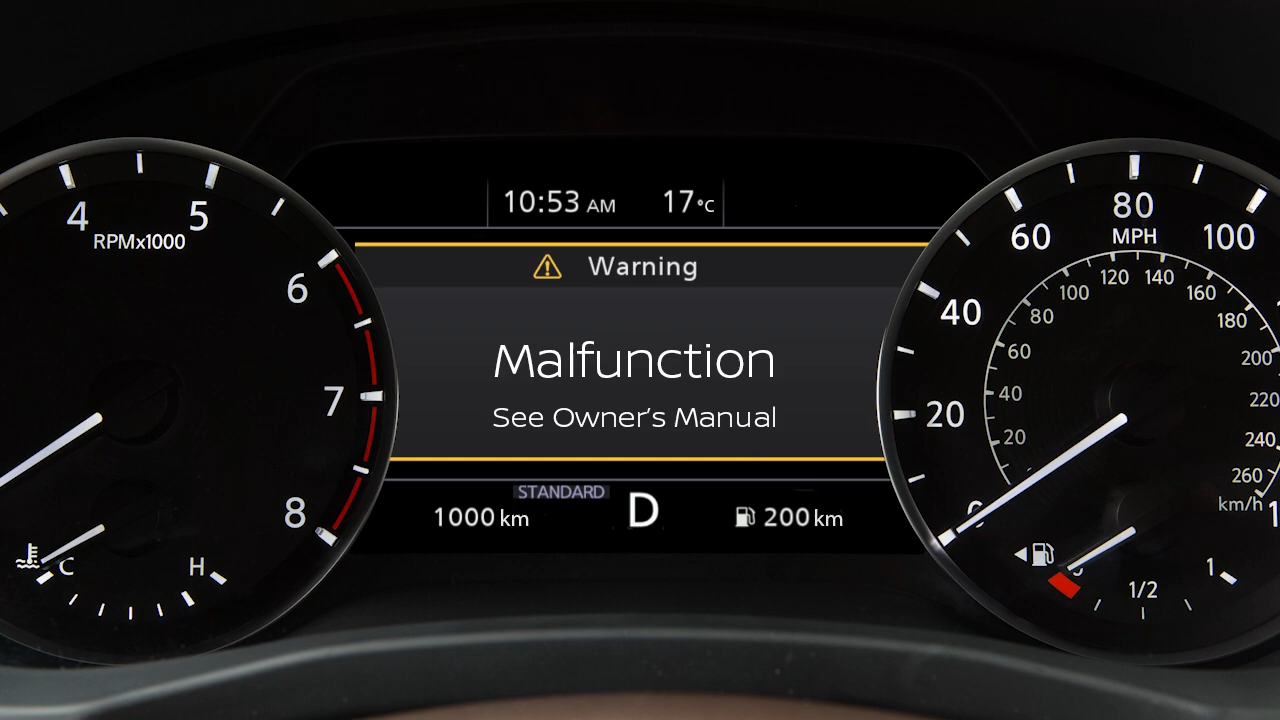 10:53 AM 17°C
Warning
Malfunction
See Owner's Manual
STANDARD
1000 km D 200 km
4 5 6 7 8
RPMx1000
C H
20 40 60 80 100
MPH
20 40 60 80 100 120 140 160 180 200 220 240 260
km/h
0
1/2 1